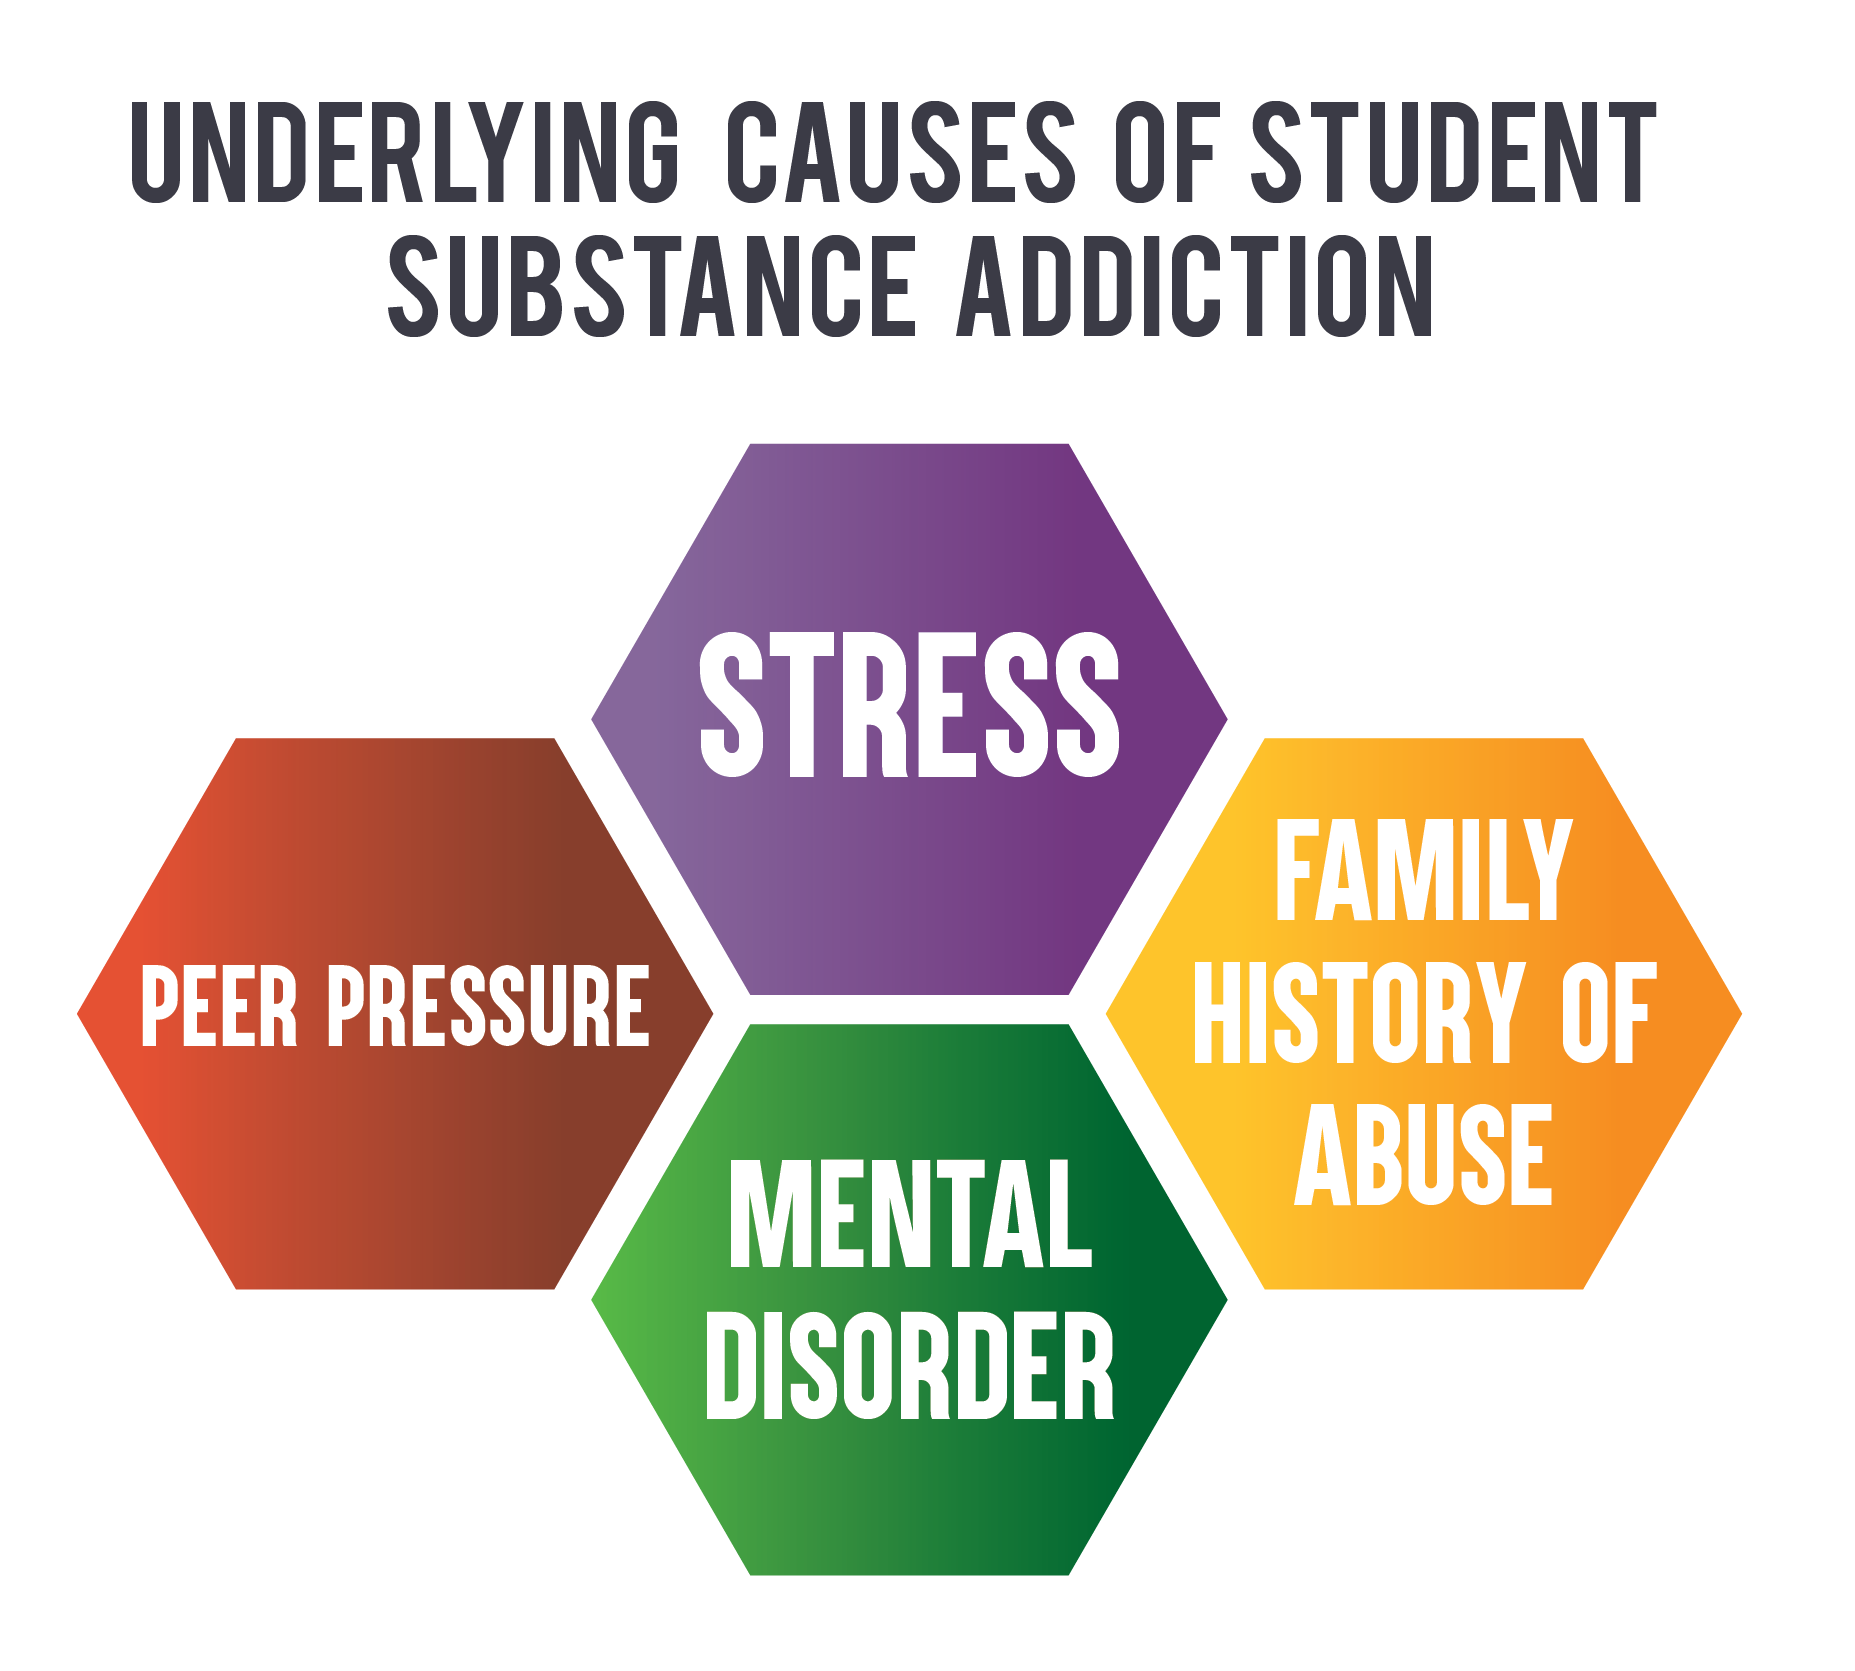 UNDERLYING CAUSES OF STUDENT
SUBSTANCE ADDICTION
STRESS
PEER PRESSURE
FAMILY
HISTORY OF
ABUSE
MENTAL
DISORDER